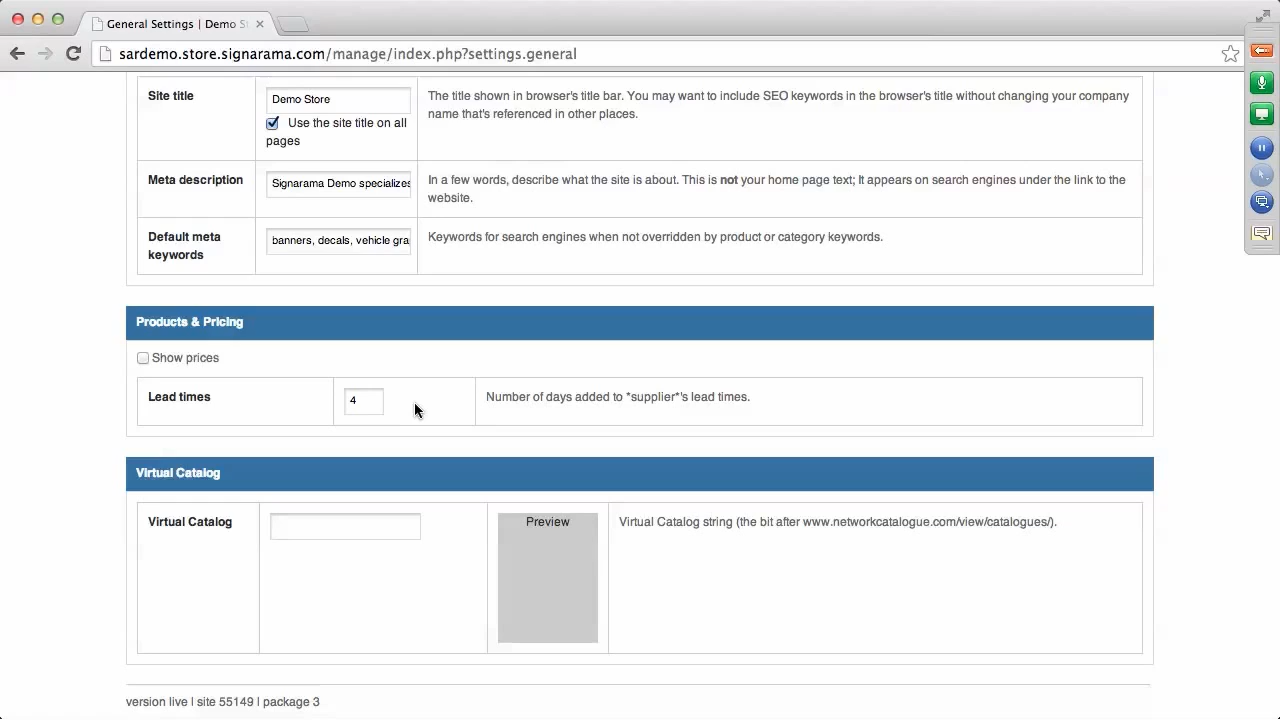 General Settings | Demo S
sardemo.store.signarama.com/manage/index.php?settings.general
Site title
Demo Store
Use the site title on all
pages
The title shown in browser's title bar. You may want to include SEO keywords in the browser's title without changing your company
name that's referenced in other places.
Meta description
Signarama Demo specializes
In a few words, describe what the site is about. This is not your home page text; It appears on search engines under the link to the
website.
Default meta
keywords
banners, decals, vehicle gra
Keywords for search engines when not overridden by product or category keywords.
Products & Pricing
Show prices
Lead times
4
Number of days added to *supplier*'s lead times.
Virtual Catalog
Virtual Catalog
Preview
Virtual Catalog string (the bit after www.networkcatalogue.com/view/catalogues/).
version live | site 55149 | package 3